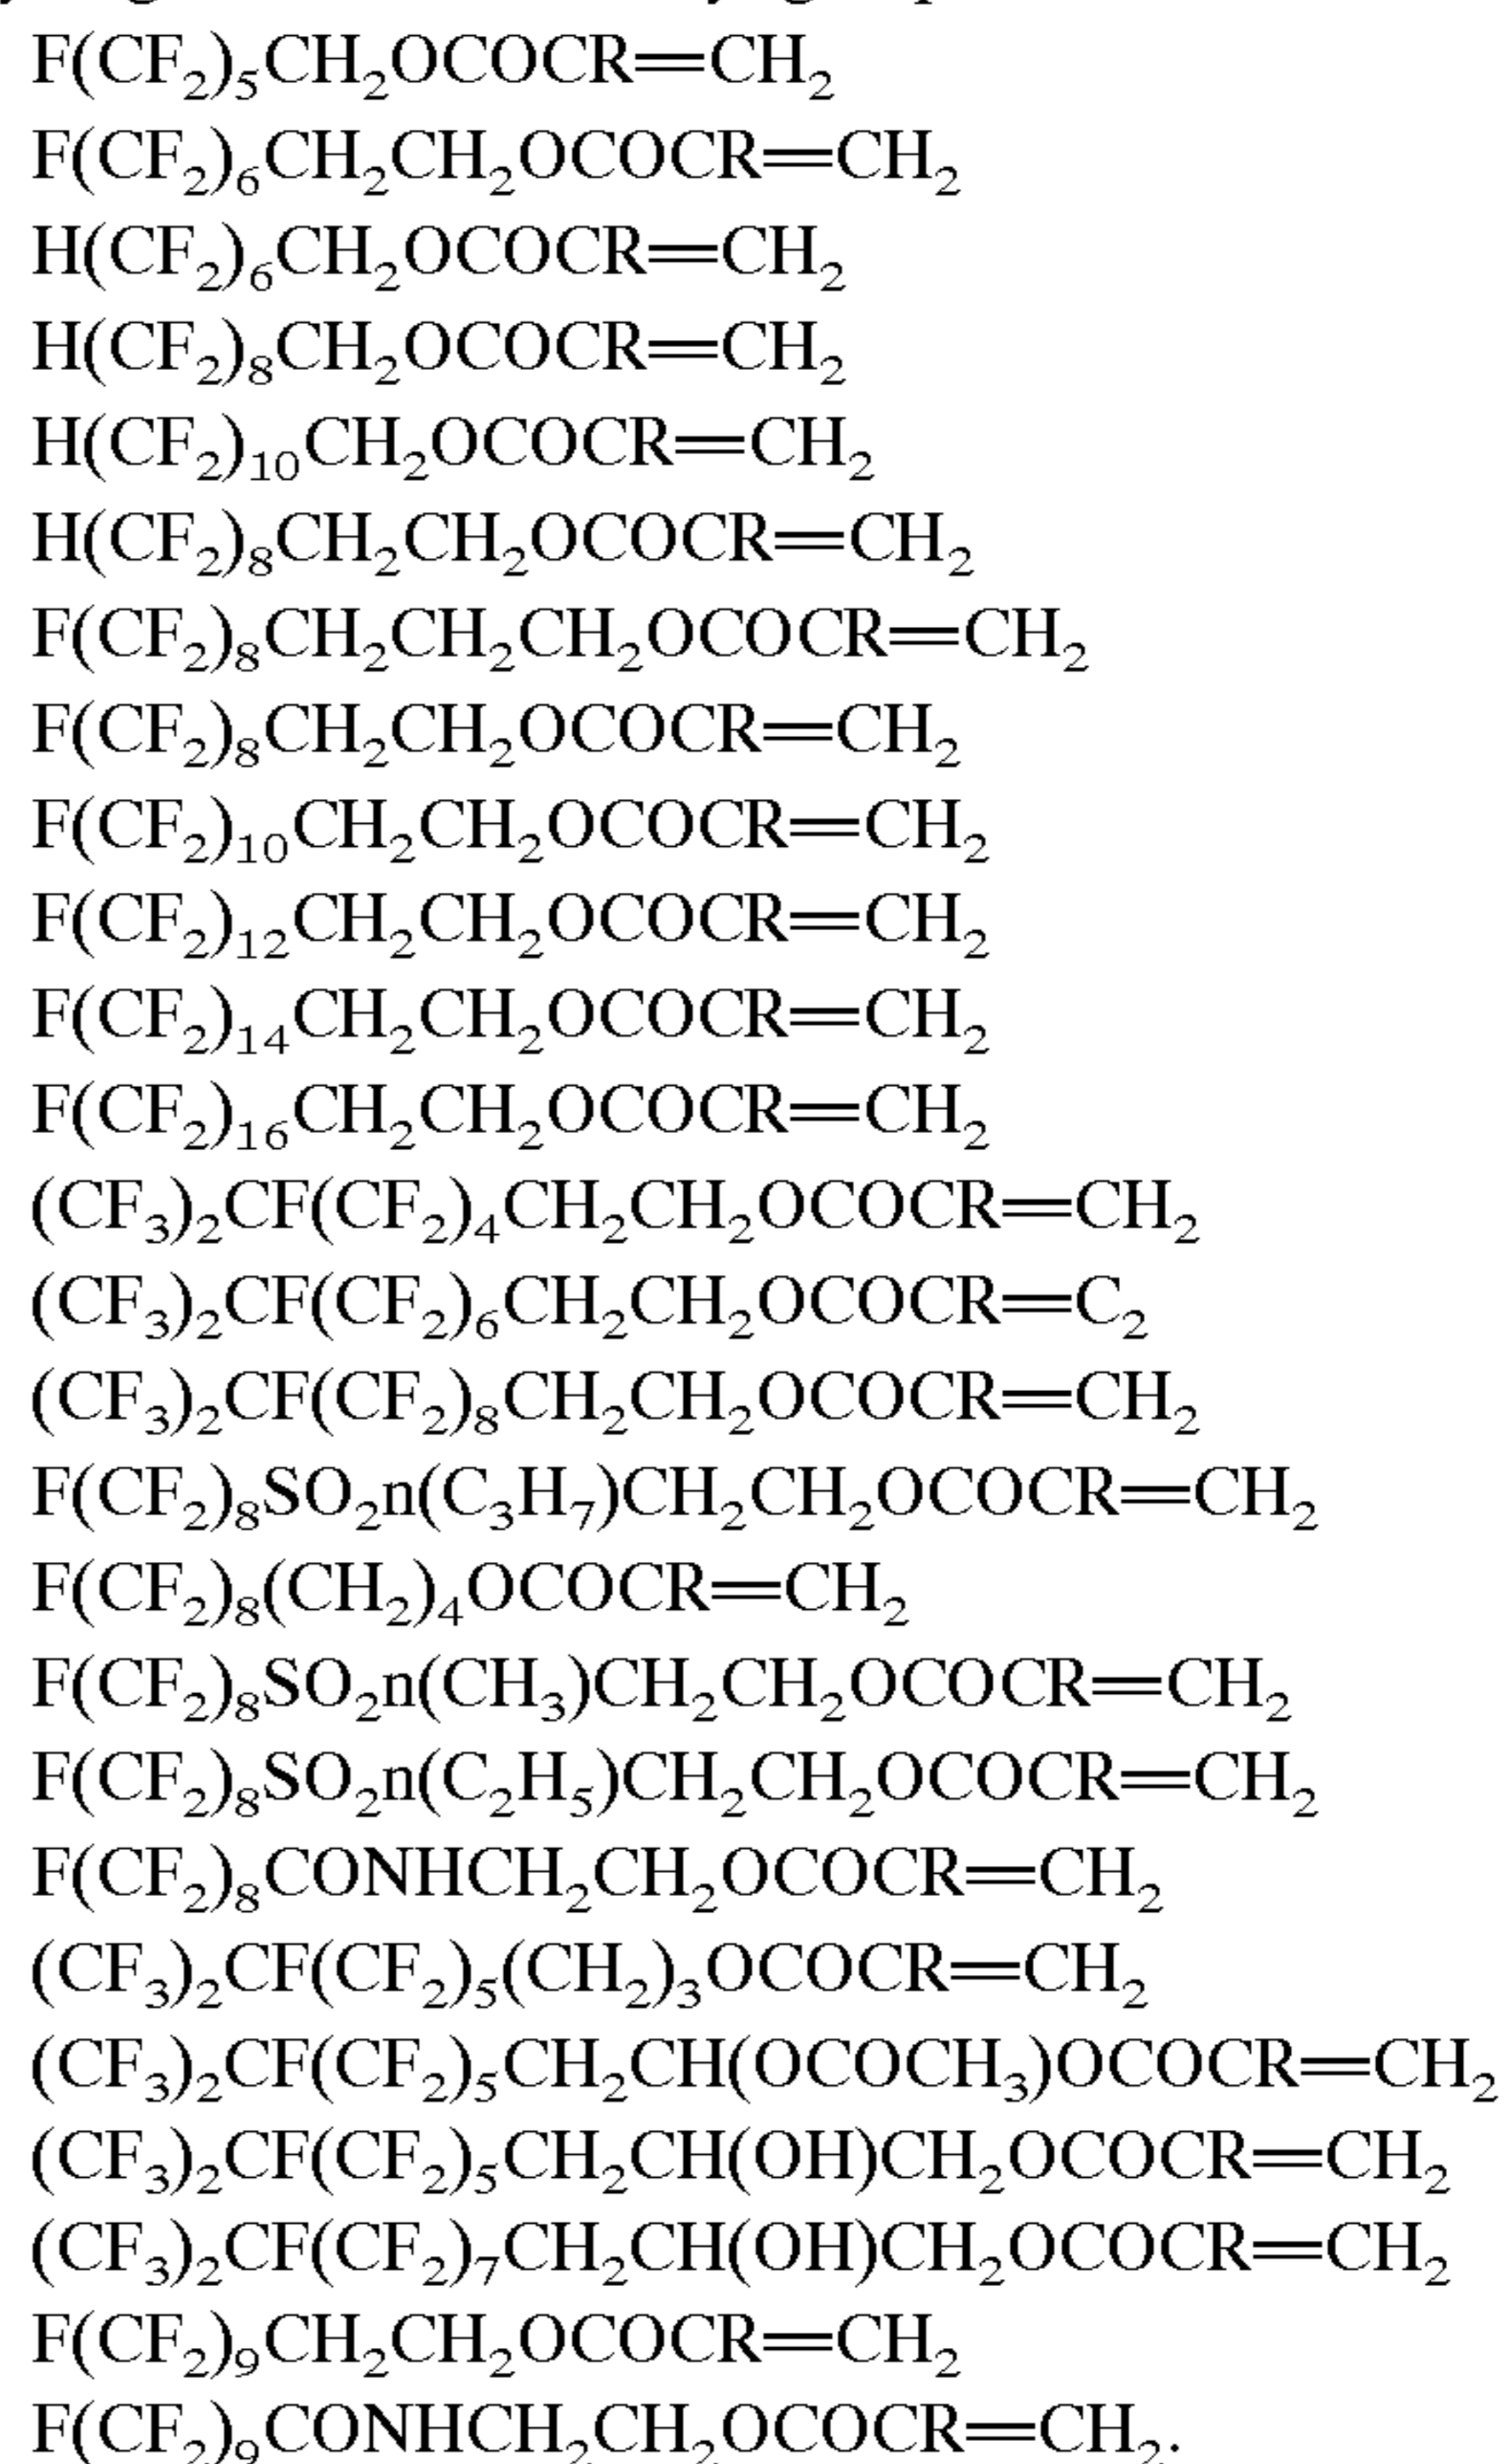 F(CF₂)₅CH₂OCOCR=CH₂
F(CF₂)₆CH₂CH₂OCOCR=CH₂
H(CF₂)₆CH₂OCOCR=CH₂
H(CF₂)₈CH₂OCOCR=CH₂
H(CF₂)₁₀CH₂OCOCR=CH₂
H(CF₂)₈CH₂CH₂OCOCR=CH₂
F(CF₂)₈CH₂CH₂CH₂OCOCR=CH₂
F(CF₂)₈CH₂CH₂OCOCR=CH₂
F(CF₂)₁₀CH₂CH₂OCOCR=CH₂
F(CF₂)₁₂CH₂CH₂OCOCR=CH₂
F(CF₂)₁₄CH₂CH₂OCOCR=CH₂
F(CF₂)₁₆CH₂CH₂OCOCR=CH₂
(CF₃)₂CF(CF₂)₄CH₂CH₂OCOCR=CH₂
(CF₃)₂CF(CF₂)₆CH₂CH₂OCOCR=C₂
(CF₃)₂CF(CF₂)₈CH₂CH₂OCOCR=CH₂
F(CF₂)₈SO₂n(C₃H₇)CH₂CH₂OCOCR=CH₂
F(CF₂)₈(CH₂)₄OCOCR=CH₂
F(CF₂)₈SO₂n(CH₃)CH₂CH₂OCOCR=CH₂
F(CF₂)₈SO₂n(C₂H₅)CH₂CH₂OCOCR=CH₂
F(CF₂)₈CONHCH₂CH₂OCOCR=CH₂
(CF₃)₂CF(CF₂)₅(CH₂)₃OCOCR=CH₂
(CF₃)₂CF(CF₂)₅CH₂CH(OCOCH₃)OCOCR=CH₂
(CF₃)₂CF(CF₂)₅CH₂CH(OH)CH₂OCOCR=CH₂
(CF₃)₂CF(CF₂)₇CH₂CH(OH)CH₂OCOCR=CH₂
F(CF₂)₉CH₂CH₂OCOCR=CH₂
F(CF₂)₉CONHCH₂CH₂OCOCR=CH₂.